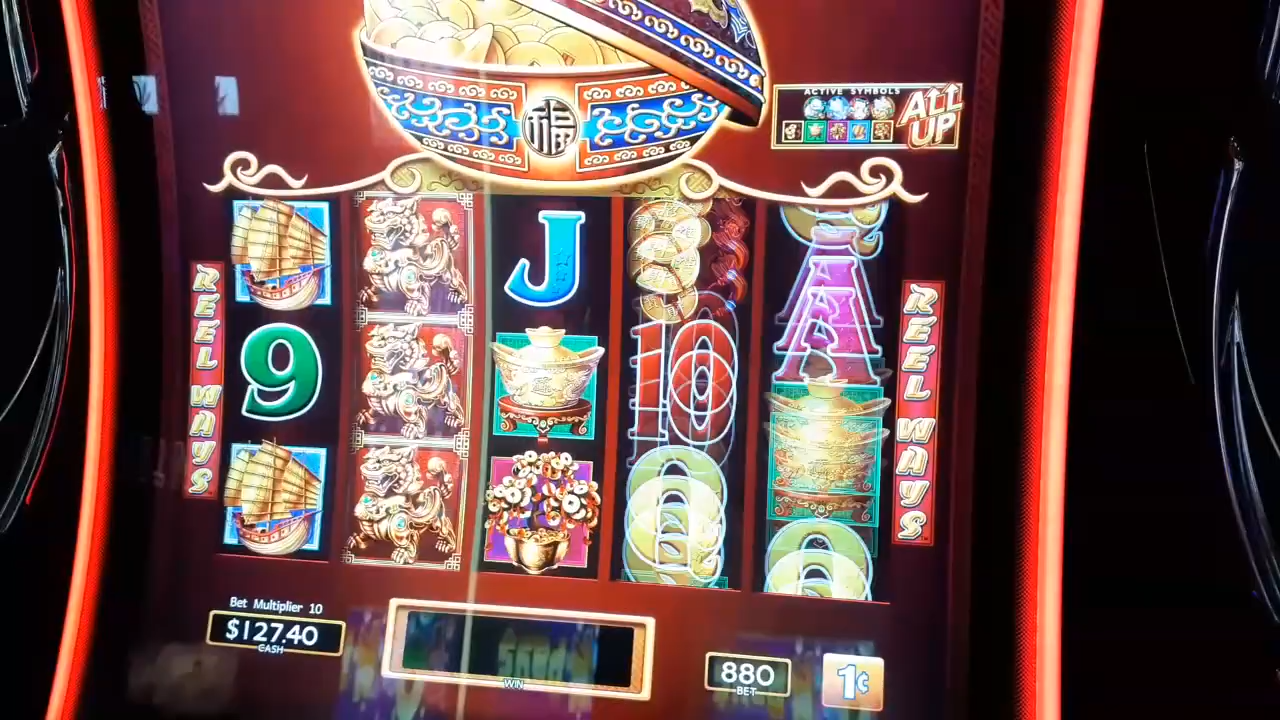 福
ACTIVE SYMBOLS
ALL UP
REEL WAYS
J
9
10
A
Q
Q
REEL WAYS
Bet Multiplier 10
$127.40
CASH
WIN
880
BET
1¢